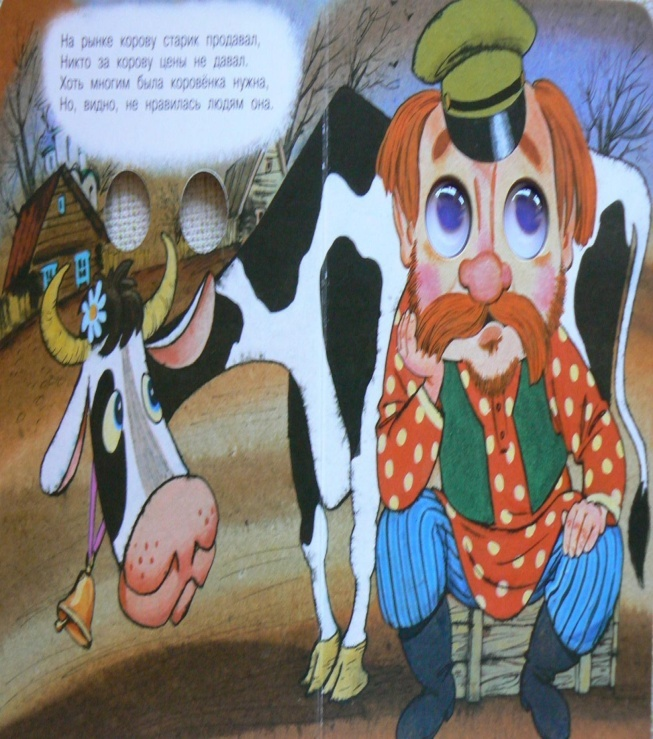 На рынке корову старик продавал,
Никто за корову цены не давал.
Хоть многим была коровёнка нужна,
Но, видно, не нравилась людям она.